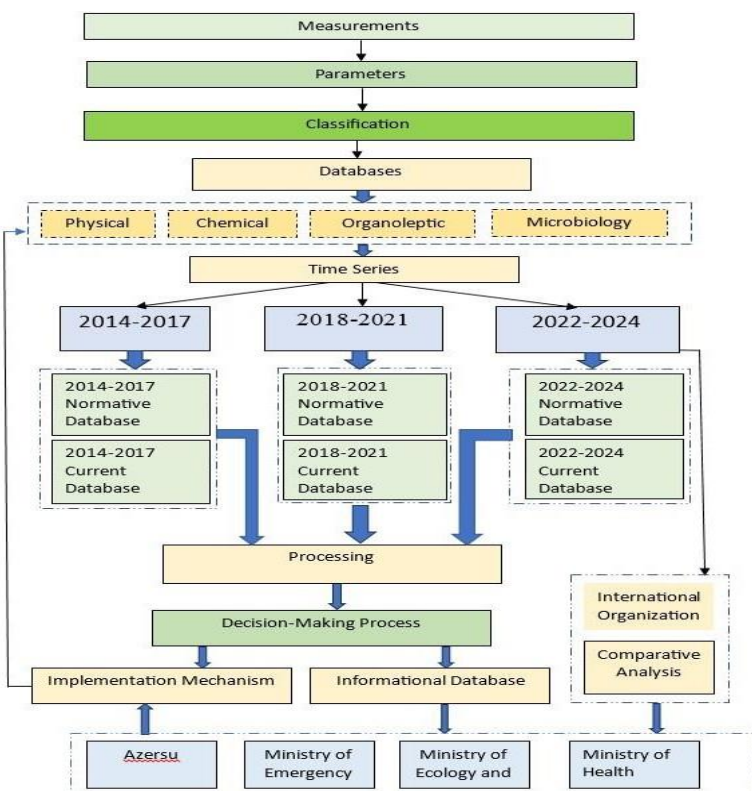 Measurements
Parameters
Classification
Databases
Physical
Chemical
Organoleptic
Microbiology
Time Series
2014-2017
2018-2021
2022-2024
2014-2017
Normative
Database
2014-2017
Current
Database
2018-2021
Normative
Database
2018-2021
Current
Database
2022-2024
Normative
Database
2022-2024
Current
Database
Processing
Decision-Making Process
International
Organization
Comparative
Analysis
Implementation Mechanism
Informational Database
Azersu
Ministry of
Emergency
Ministry of
Ecology and
Ministry of
Health